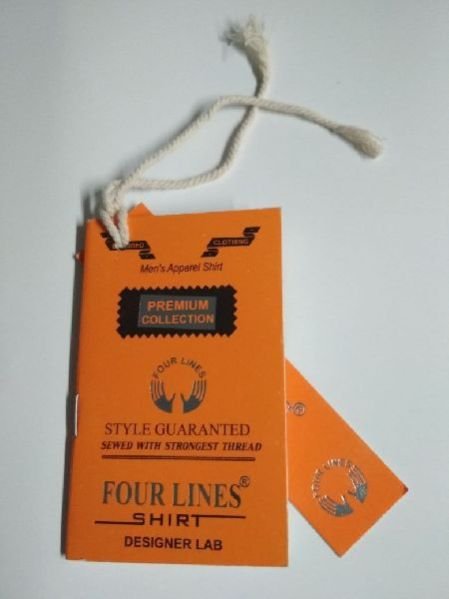 CLOTHING
Men's Apparel Shirt
PREMIUM
COLLECTION
FOUR LINES
STYLE GUARANTED
SEWED WITH STRONGEST THREAD
FOUR LINES®
SHIRT
DESIGNER LAB
®
FOUR LINES